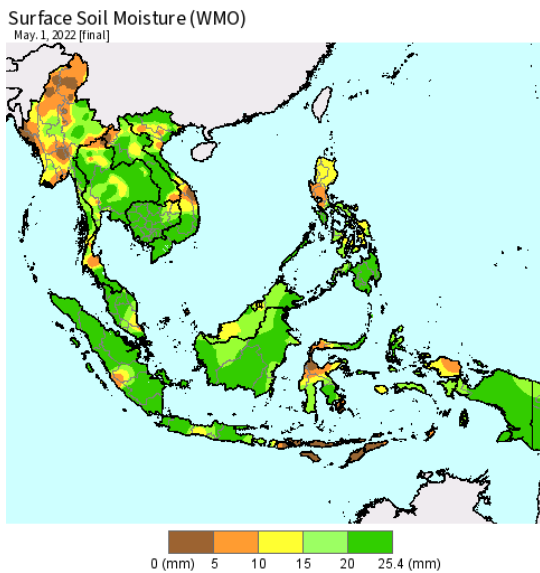 Surface Soil Moisture (WMO)
May. 1, 2022 [final]
0 (mm) 5 10 15 20 25.4 (mm)